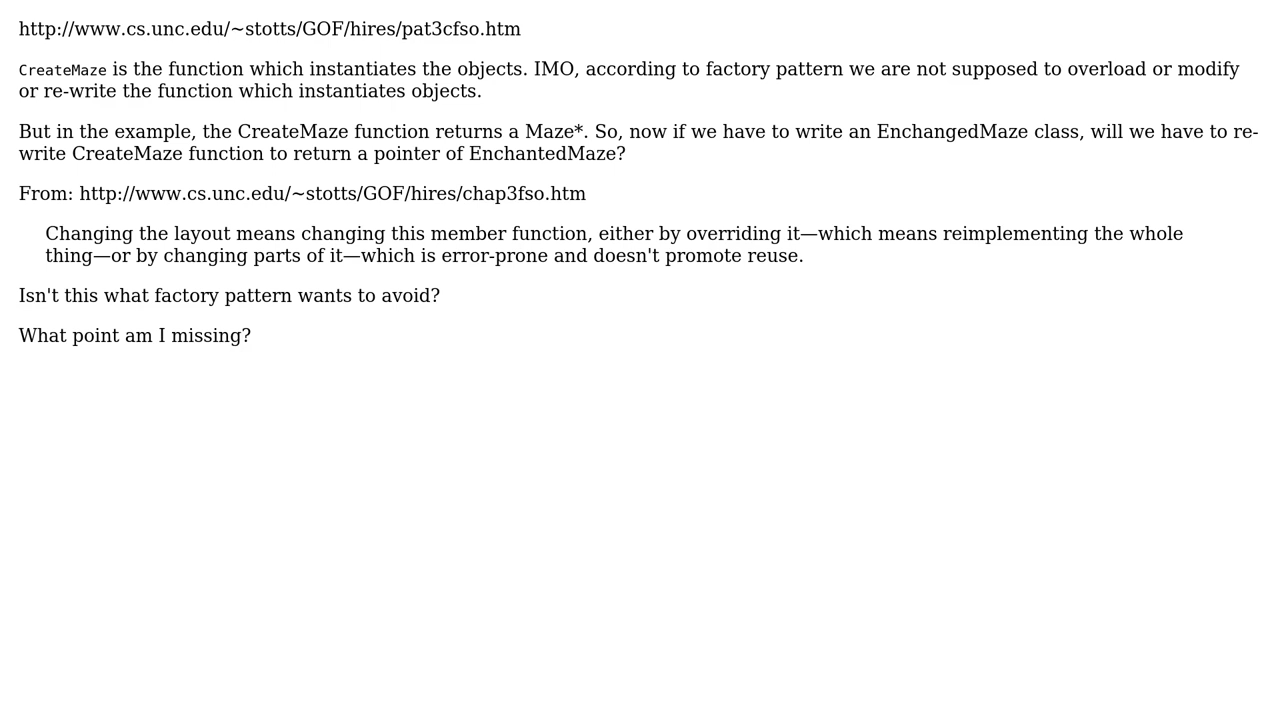 http://www.cs.unc.edu/~stotts/GOF/hires/pat3cfso.htm
CreateMaze is the function which instantiates the objects. IMO, according to factory pattern we are not supposed to overload or modify
or re-write the function which instantiates objects.
But in the example, the CreateMaze function returns a Maze*. So, now if we have to write an EnchangedMaze class, will we have to re-
write CreateMaze function to return a pointer of EnchantedMaze?
From: http://www.cs.unc.edu/~stotts/GOF/hires/chap3fso.htm
Changing the layout means changing this member function, either by overriding it—which means reimplementing the whole
thing—or by changing parts of it—which is error-prone and doesn't promote reuse.
Isn't this what factory pattern wants to avoid?
What point am I missing?